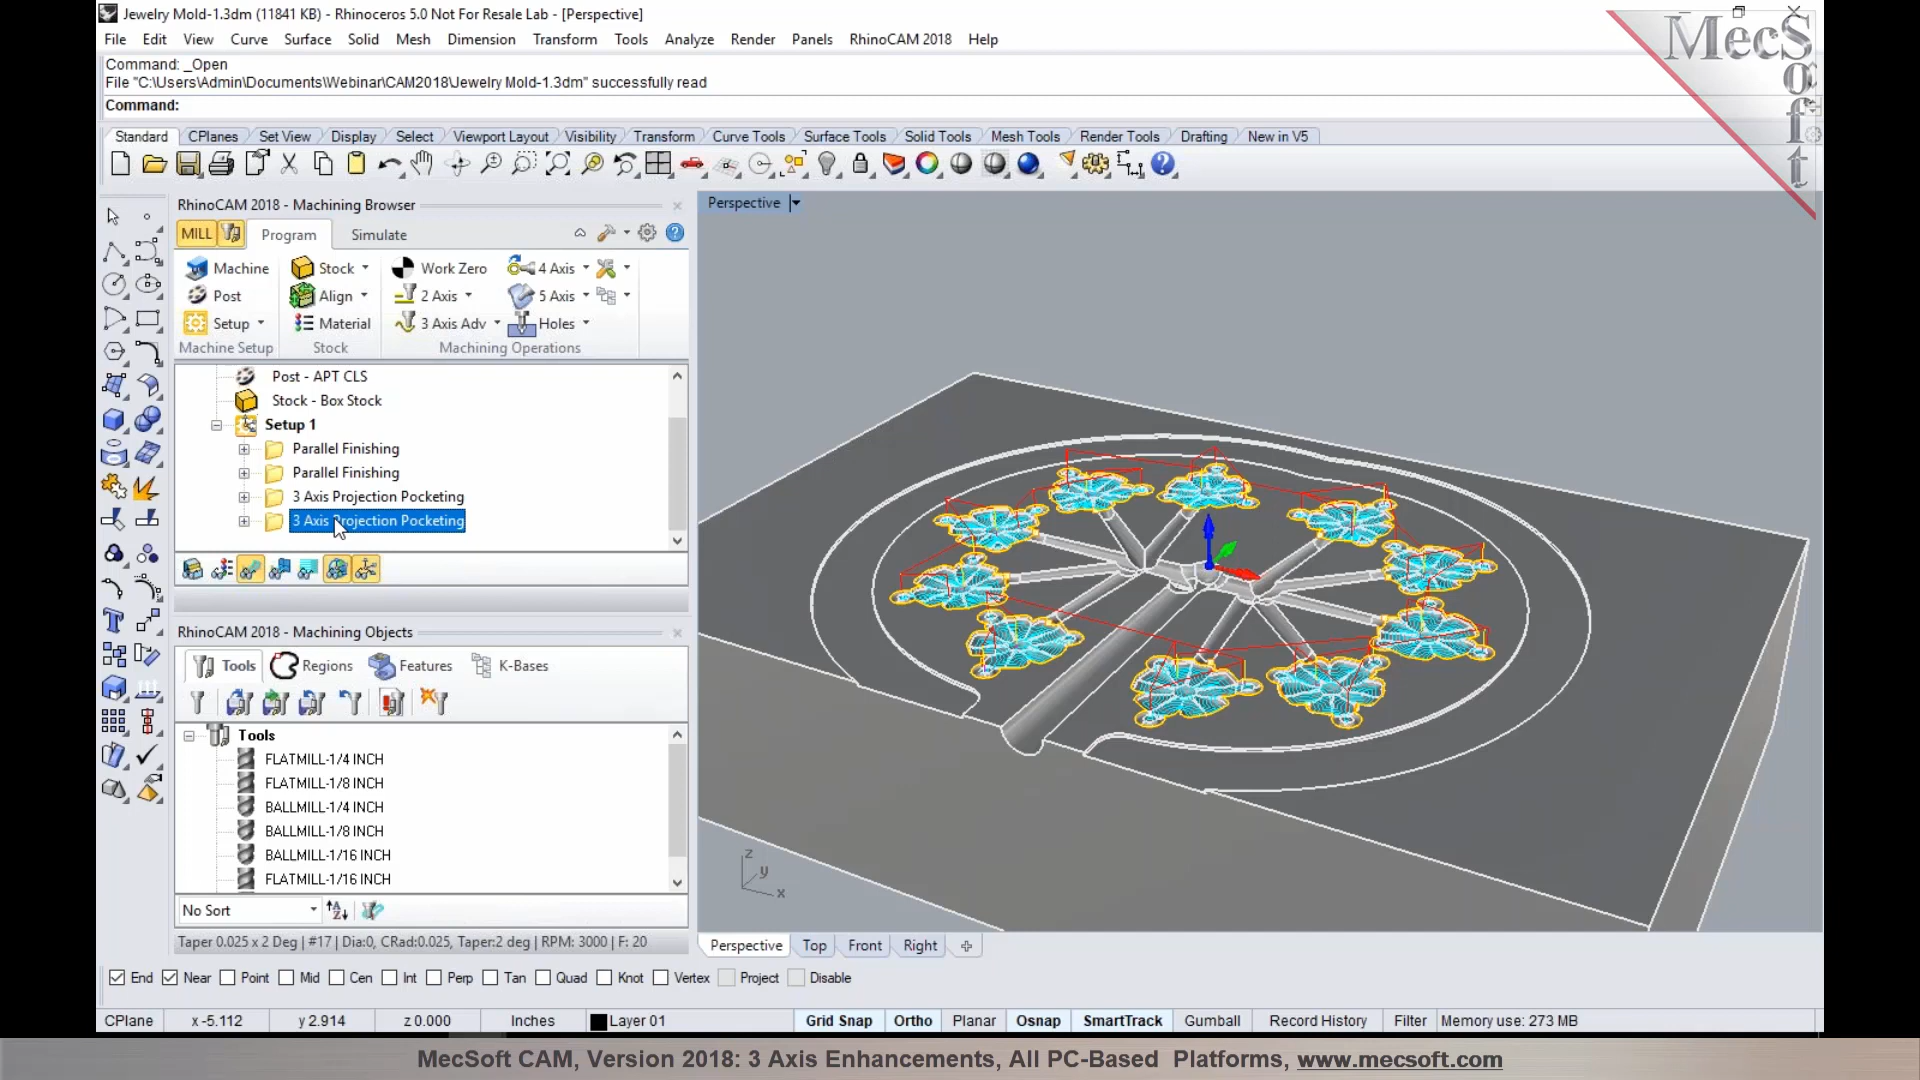 Jewelry Mold-1.3dm (11841 KB) - Rhinoceros 5.0 Not For Resale Lab - [Perspective]
File Edit View Curve Surface Solid Mesh Dimension Transform Tools Analyze Render Panels RhinoCAM 2018 Help
MecSoft
Command: _Open
File "C:\Users\Admin\Documents\Webinar\CAM2018\Jewelry Mold-1.3dm" successfully read
Command:
Standard CPlanes Set View Display Select Viewport Layout Visibility Transform Curve Tools Surface Tools Solid Tools Mesh Tools Render Tools Drafting New in V5
RhinoCAM 2018 - Machining Browser
Perspective
MILL Program Simulate
Machine Stock Work Zero 4 Axis
Post Align 2 Axis 5 Axis
Setup Material 3 Axis Adv Holes
Machine Setup Stock Machining Operations
Post - APT CLS
Stock - Box Stock
Setup 1
Parallel Finishing
Parallel Finishing
3 Axis Projection Pocketing
3 Axis Projection Pocketing
RhinoCAM 2018 - Machining Objects
Tools Regions Features K-Bases
Tools
FLATMILL-1/4 INCH
FLATMILL-1/8 INCH
BALLMILL-1/4 INCH
BALLMILL-1/8 INCH
BALLMILL-1/16 INCH
FLATMILL-1/16 INCH
z
y
x
No Sort
Taper 0.025 x 2 Deg | #17 | Dia:0, CRad:0.025, Taper:2 deg | RPM: 3000 | F: 20
Perspective Top Front Right
End Near Point Mid Cen Int Perp Tan Quad Knot Vertex Project Disable
CPlane x -5.112 y 2.914 z 0.000 Inches Layer 01 Grid Snap Ortho Planar Osnap SmartTrack Gumball Record History Filter Memory use: 273 MB
MecSoft CAM, Version 2018: 3 Axis Enhancements, All PC-Based Platforms, www.mecsoft.com